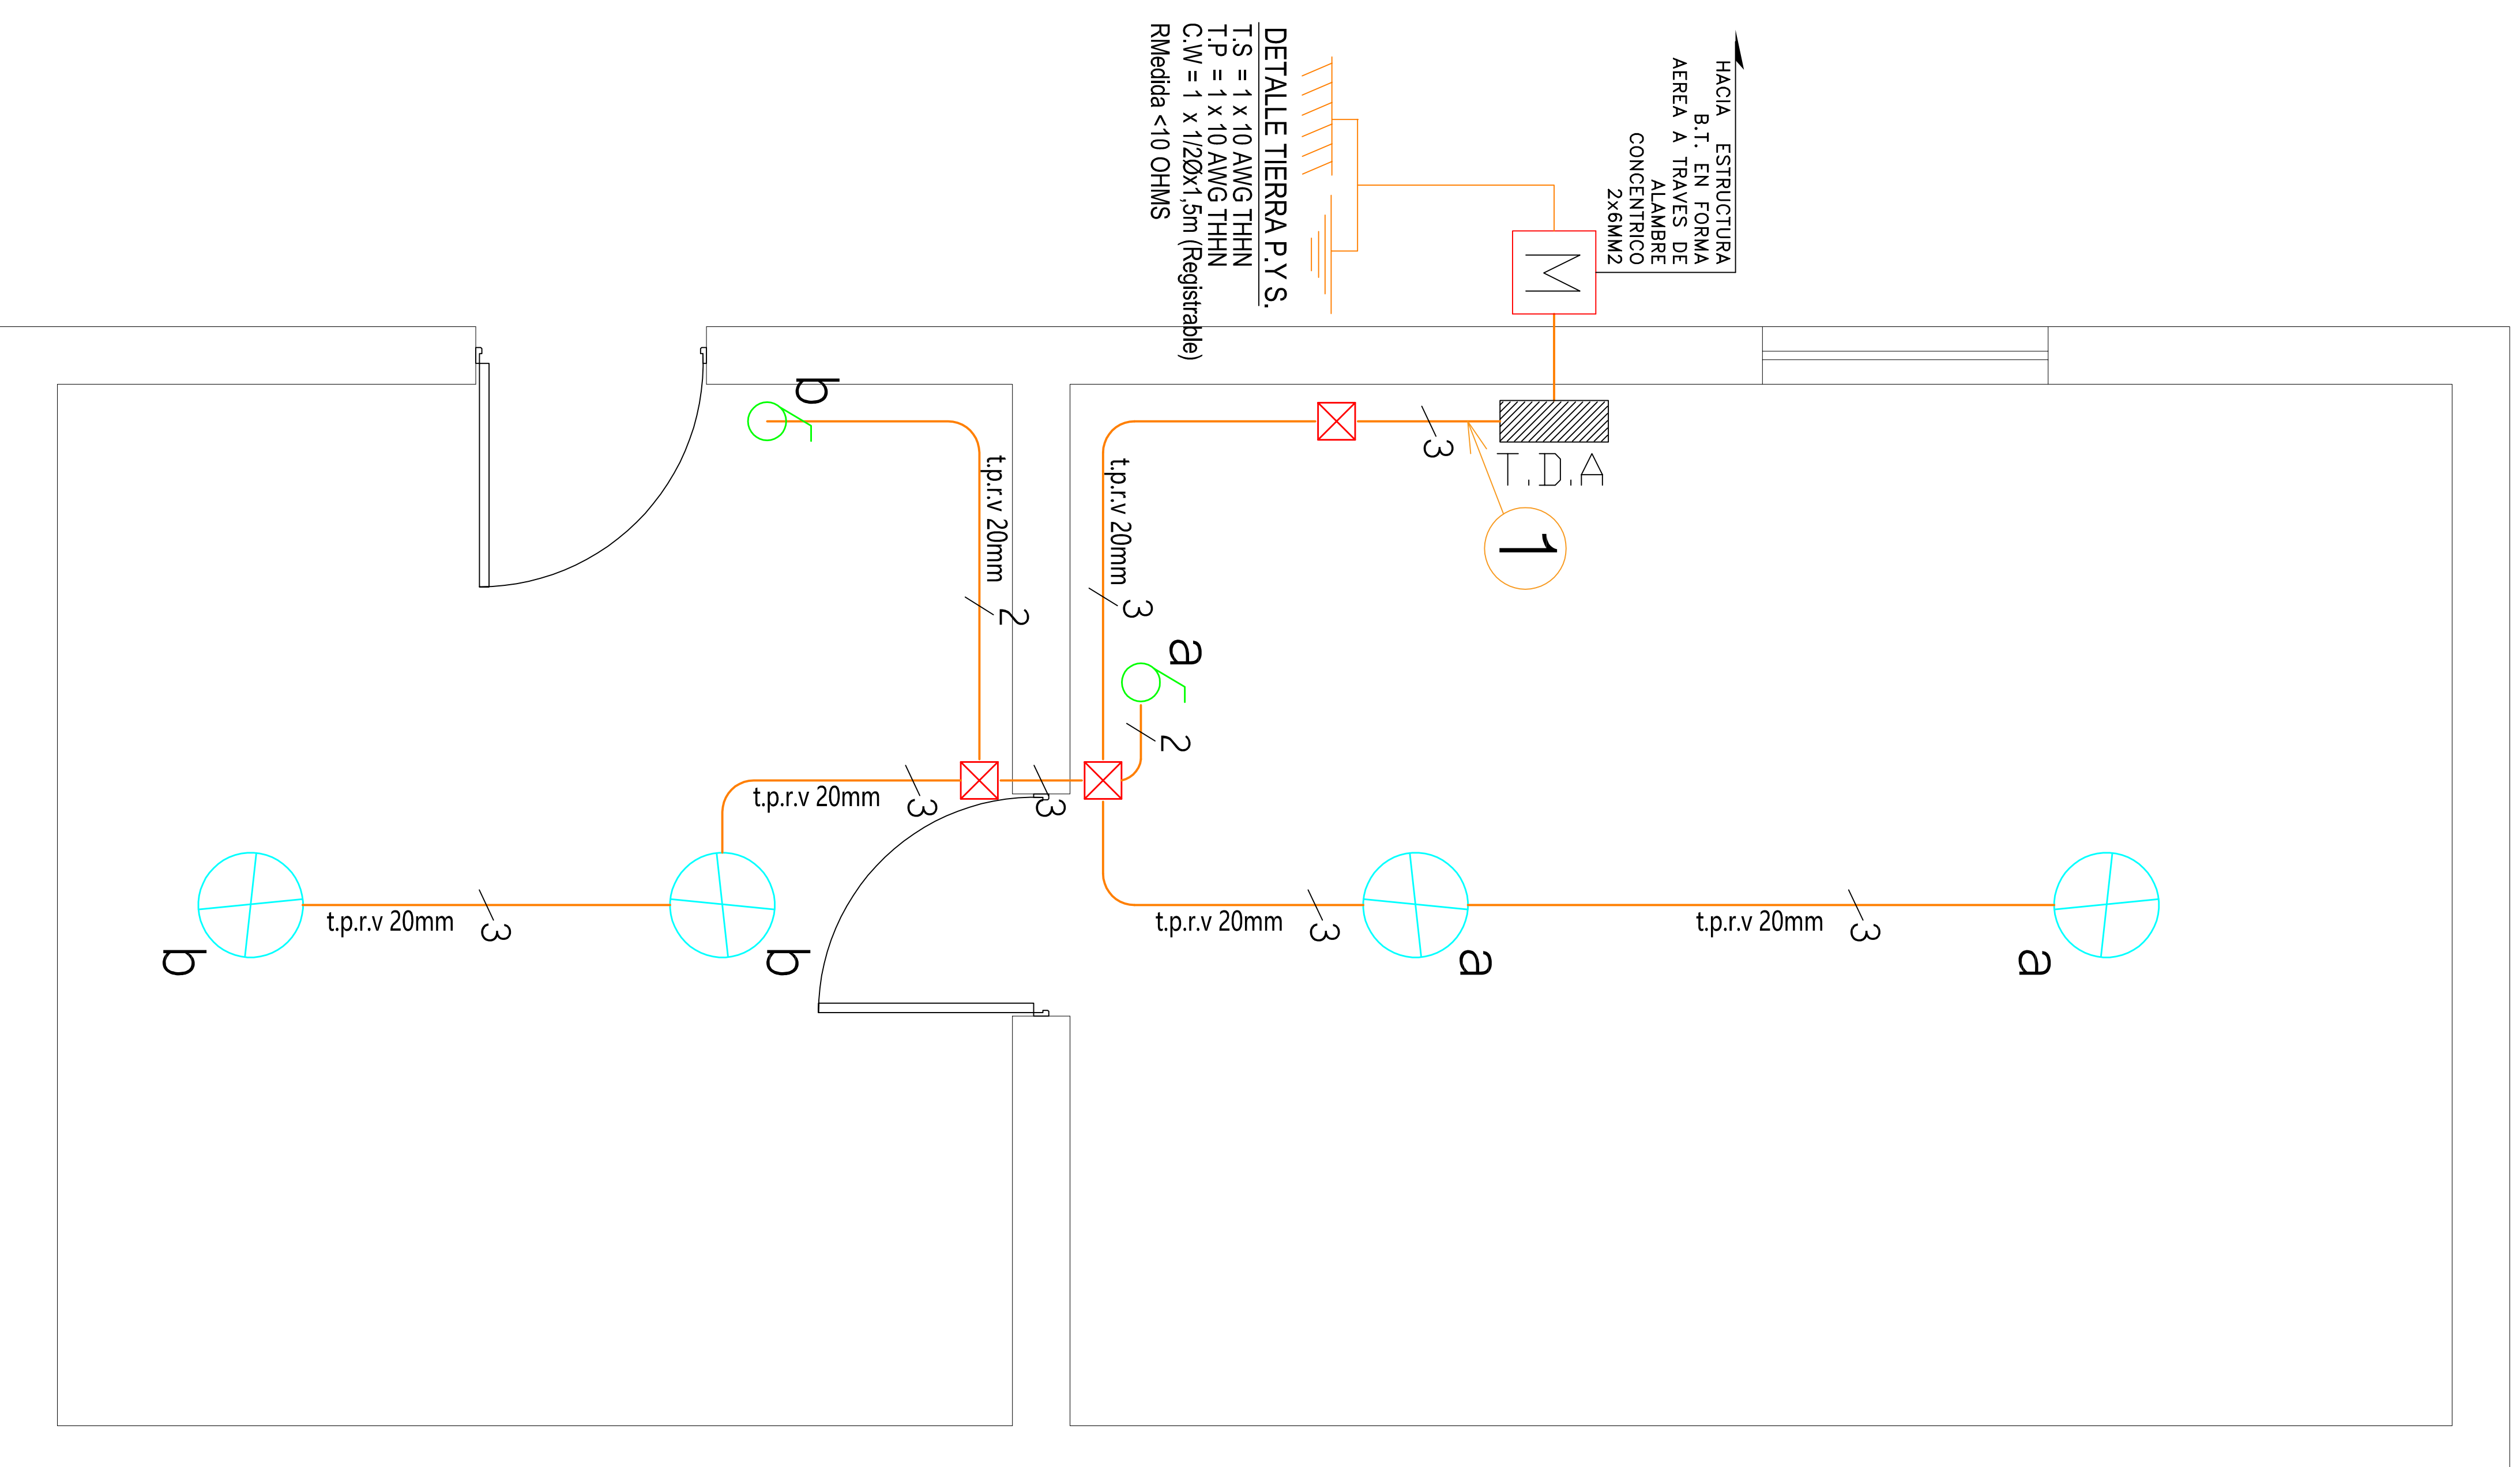 HACIA ESTRUCTURA
B.T. EN FORMA
AEREA A TRAVES DE
ALAMBRE
CONCENTRICO
2x6MM2
M
DETALLE TIERRA P.Y S.
T.S = 1 x 10 AWG THHN
T.P = 1 x 10 AWG THHN
C.W = 1 x 1/2Øx1,5m (Registrable)
RMedida <10 OHMS
b
3
T.D.A
1
t.p.r.v 20mm
2
t.p.r.v 20mm
3
a
2
t.p.r.v 20mm
3
3
t.p.r.v 20mm
3
t.p.r.v 20mm
3
t.p.r.v 20mm
3
b
b
a
a